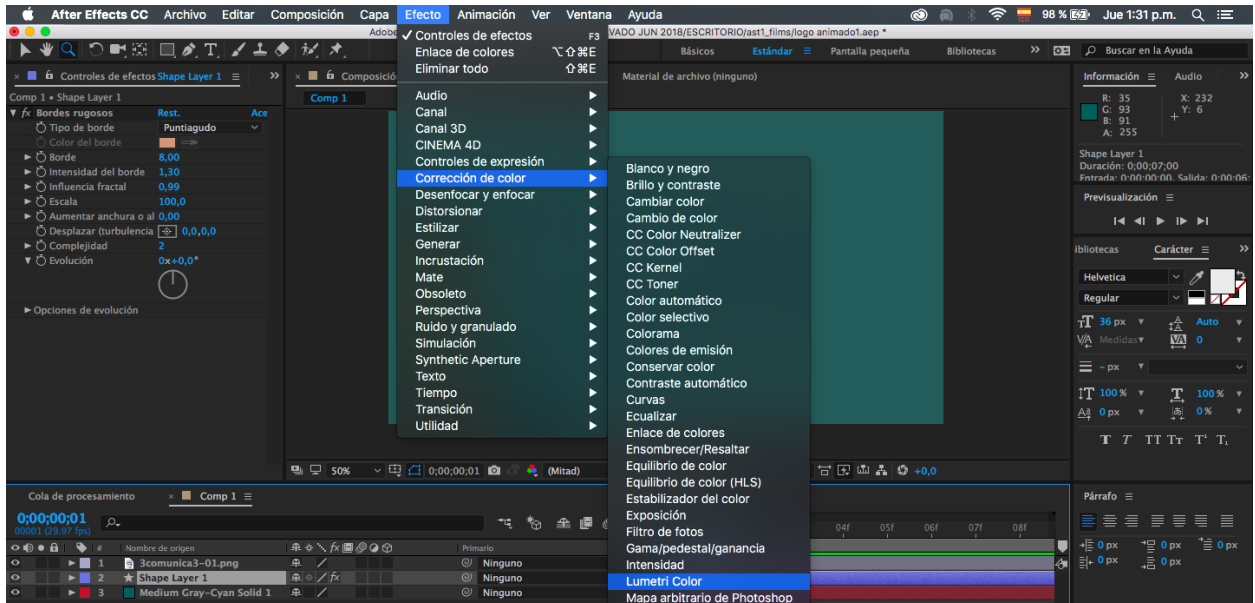 After Effects CC Archivo Editar Composición Capa Efecto Animación Ver Ventana Ayuda 98 % Jue 1:31 p.m.
Adobe
VADO JUN 2018/ESCRITORIO/ast1_films/logo animado1.aep *
Básicos Estándar Pantalla pequeña Bibliotecas Buscar en la Ayuda
Controles de efectos Shape Layer 1
Composició
Material de archivo (ninguno)
Comp 1 • Shape Layer 1
Comp 1
fx Bordes rugosos Rest. Ace
Tipo de borde Puntiagudo
Color del borde
Borde 8,00
Intensidad del borde 1,30
Influencia fractal 0,99
Escala 100,0
Aumentar anchura o al 0,00
Desplazar (turbulencia 0,0,0,0
Complejidad 2
Evolución 0x+0,0°
Opciones de evolución
Controles de efectos F3
Enlace de colores ⌥⇧⌘E
Eliminar todo ⇧⌘E
Audio
Canal
Canal 3D
CINEMA 4D
Controles de expresión
Corrección de color
Desenfocar y enfocar
Distorsionar
Estilizar
Generar
Incrustación
Mate
Obsoleto
Perspectiva
Ruido y granulado
Simulación
Synthetic Aperture
Texto
Tiempo
Transición
Utilidad
Blanco y negro
Brillo y contraste
Cambiar color
Cambio de color
CC Color Neutralizer
CC Color Offset
CC Kernel
CC Toner
Color automático
Color selectivo
Colorama
Colores de emisión
Conservar color
Contraste automático
Curvas
Ecualizar
Enlace de colores
Ensombrecer/Resaltar
Equilibrio de color
Equilibrio de color (HLS)
Estabilizador del color
Exposición
Filtro de fotos
Gama/pedestal/ganancia
Intensidad
Lumetri Color
Mapa arbitrario de Photoshop
Información Audio
R: 35 X: 232
G: 93 Y: 6
B: 91
A: 255
Shape Layer 1
Duración: 0;00;07;00
Entrada: 0;00;00;00, Salida: 0;00;06;
Previsualización
ibliotecas Carácter
Helvetica
Regular
36 px Auto
Medidas 0
- px
100 % 100 %
0 px 0 %
T T TT Tт T¹ T₁
50% 0;00;00;01 (Mitad) +0,0
Cola de procesamiento Comp 1
0;00;00;01
00001 (29.97 fps)
04f 05f 06f 07f 08f
# Nombre de origen fx Primario
1 3comunica3-01.png Ninguno
2 Shape Layer 1 fx Ninguno
3 Medium Gray-Cyan Solid 1 Ninguno
Párrafo
0 px 0 px 0 px
0 px 0 px